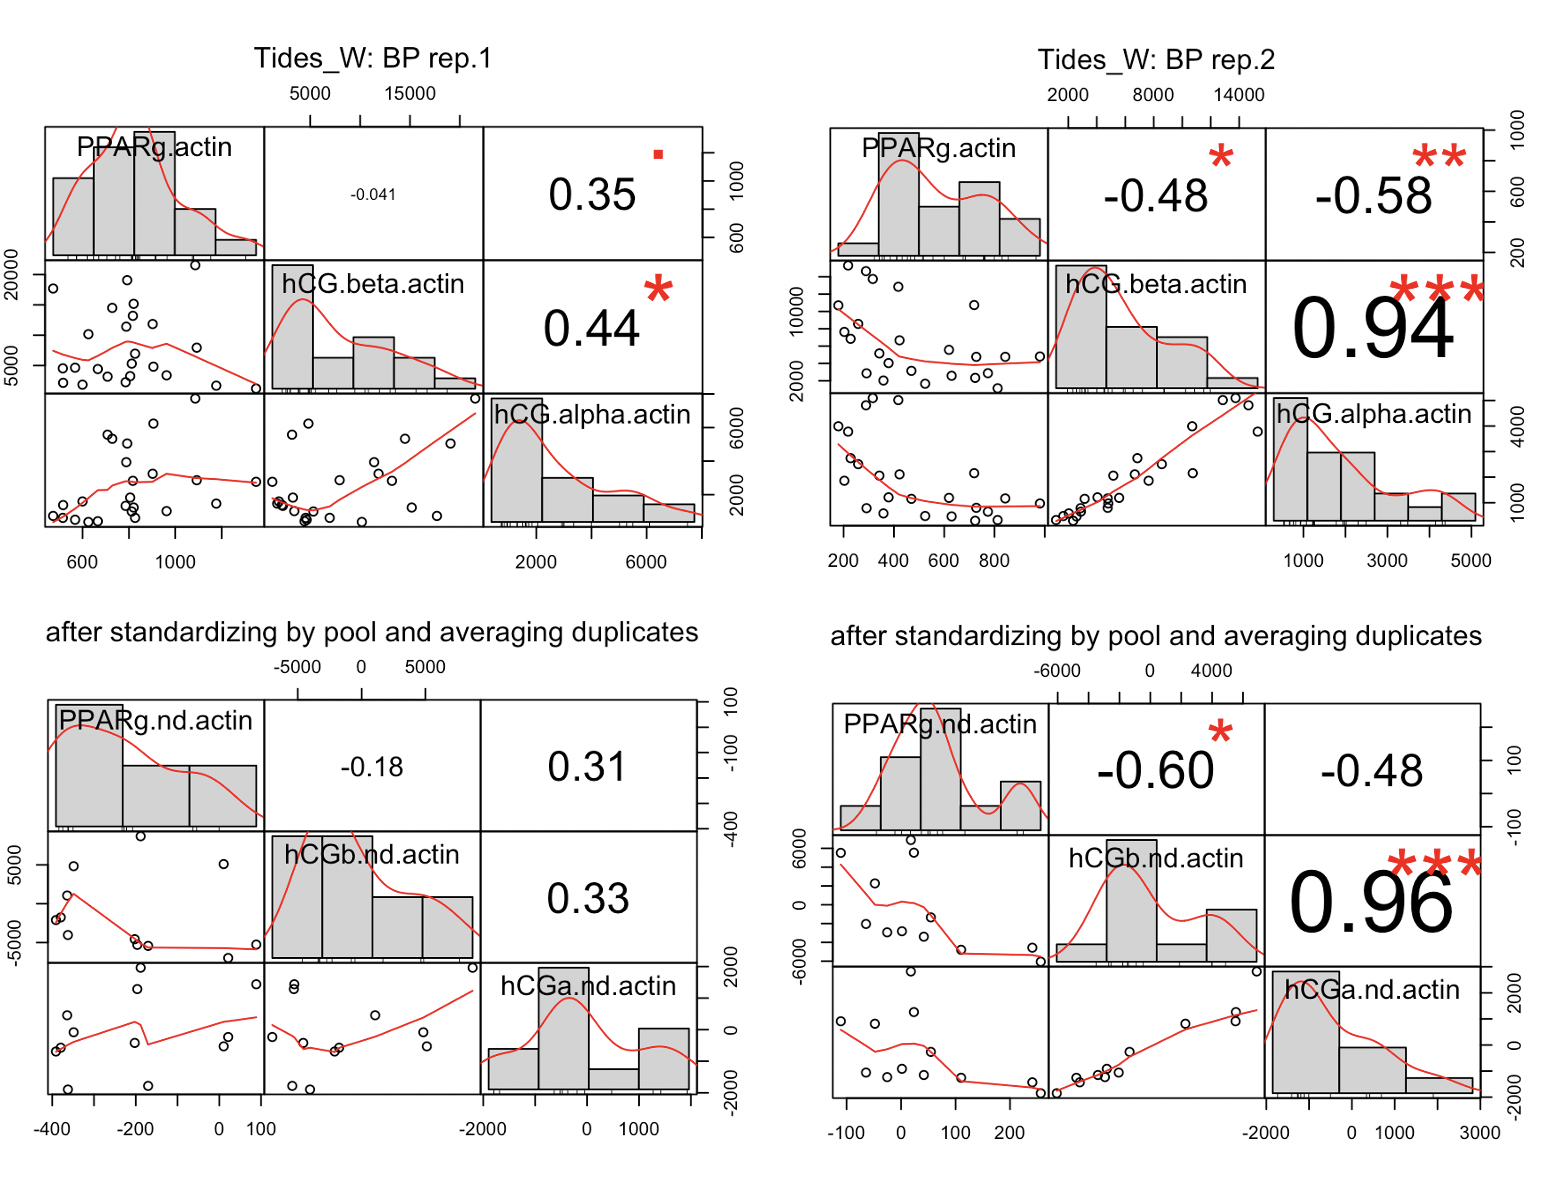 Tides_W: BP rep.1
5000 15000
PPARg.actin
-0.041
0.35
600 1000
5000 20000
hCG.beta.actin
0.44
*
hCG.alpha.actin
2000 6000
600 1000
2000 6000
Tides_W: BP rep.2
2000 8000 14000
PPARg.actin
-0.48
*
-0.58
**
200 600 1000
2000 10000
hCG.beta.actin
0.94
***
hCG.alpha.actin
1000 4000
200 400 600 800
1000 3000 5000
after standardizing by pool and averaging duplicates
-5000 0 5000
PPARg.nd.actin
-0.18
0.31
-400 -100 100
-5000 5000
hCGb.nd.actin
0.33
hCGa.nd.actin
-2000 0 2000
-400 -200 0 100
-2000 0 1000
after standardizing by pool and averaging duplicates
-6000 0 4000
PPARg.nd.actin
-0.60
*
-0.48
-100 100
-6000 0 6000
hCGb.nd.actin
0.96
***
hCGa.nd.actin
-2000 0 2000
-100 0 100 200
-2000 0 1000 3000